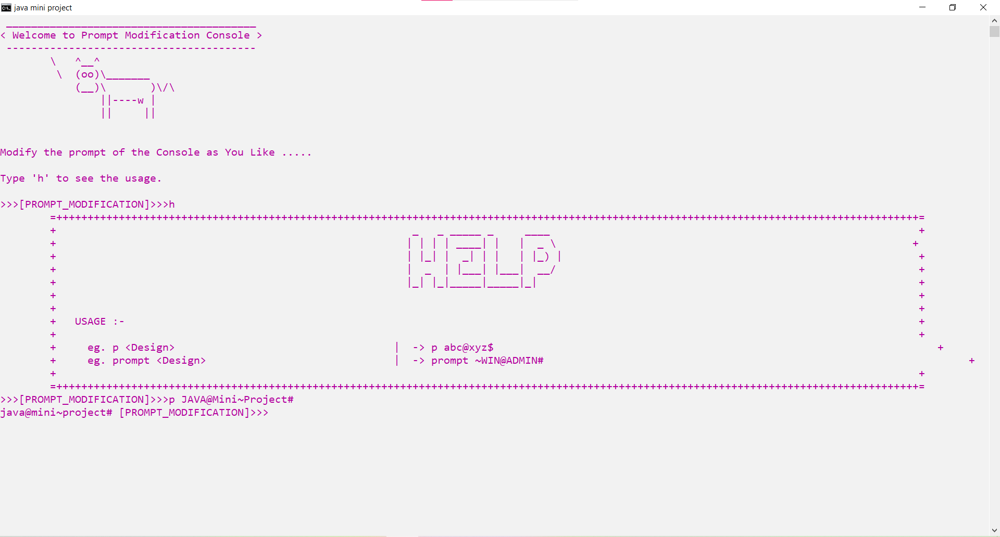 java mini project
 ________________________________________
< Welcome to Prompt Modification Console >
 ----------------------------------------
        \   ^__^
         \  (oo)\_______
            (__)\       )\/\
                ||----w |
                ||     ||
Modify the prompt of the Console as You Like .....
Type 'h' to see the usage.
>>>[PROMPT_MODIFICATION]>>>h
        =++++++++++++++++++++++++++++++++++++++++++++++++++++++++++++++++++++++++++++++++++++++++++++++++++++++++++++++++++++++++++++++++++++++++++=
        +                                                         _   _ _____ _     ____                                                           +
        +                                                        | | | | ____| |   |  _ \                                                         +
        +                                                        | |_| |  _| | |   | |_) |                                                         +
        +                                                        |  _  | |___| |___|  __/                                                          +
        +                                                        |_| |_|_____|_____|_|                                                             +
        +                                                                                                                                          +
        +                                                                                                                                          +
        +   USAGE :-                                                                                                                               +
        +                                                                                                                                          +
        +     eg. p <Design>                                   |  -> p abc@xyz$                                                                       +
        +     eg. prompt <Design>                              |  -> prompt ~WIN@ADMIN#                                                                    +
        +                                                                                                                                          +
        =++++++++++++++++++++++++++++++++++++++++++++++++++++++++++++++++++++++++++++++++++++++++++++++++++++++++++++++++++++++++++++++++++++++++++=
>>>[PROMPT_MODIFICATION]>>>p JAVA@Mini~Project#
java@mini~project# [PROMPT_MODIFICATION]>>>